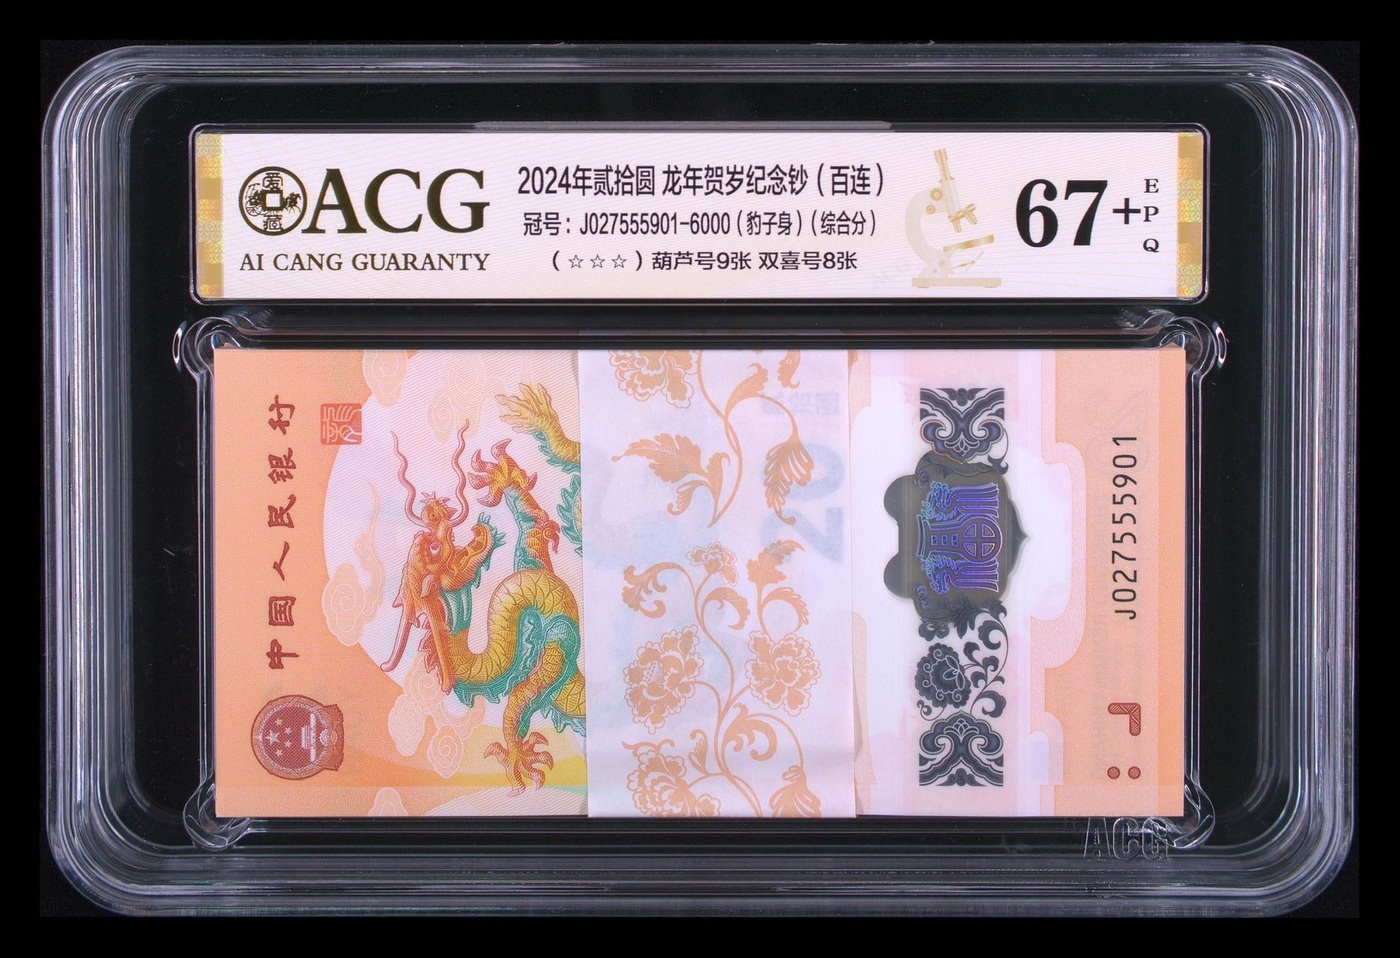 ACG
AI CANG GUARANTY
2024年贰拾圆 龙年贺岁纪念钞（百连）
冠号：J027555901-6000（豹子身）（综合分）
（☆☆☆）葫芦号9张 双喜号8张
67+
EPQ
中国人民银行
20
J027555901
ACG